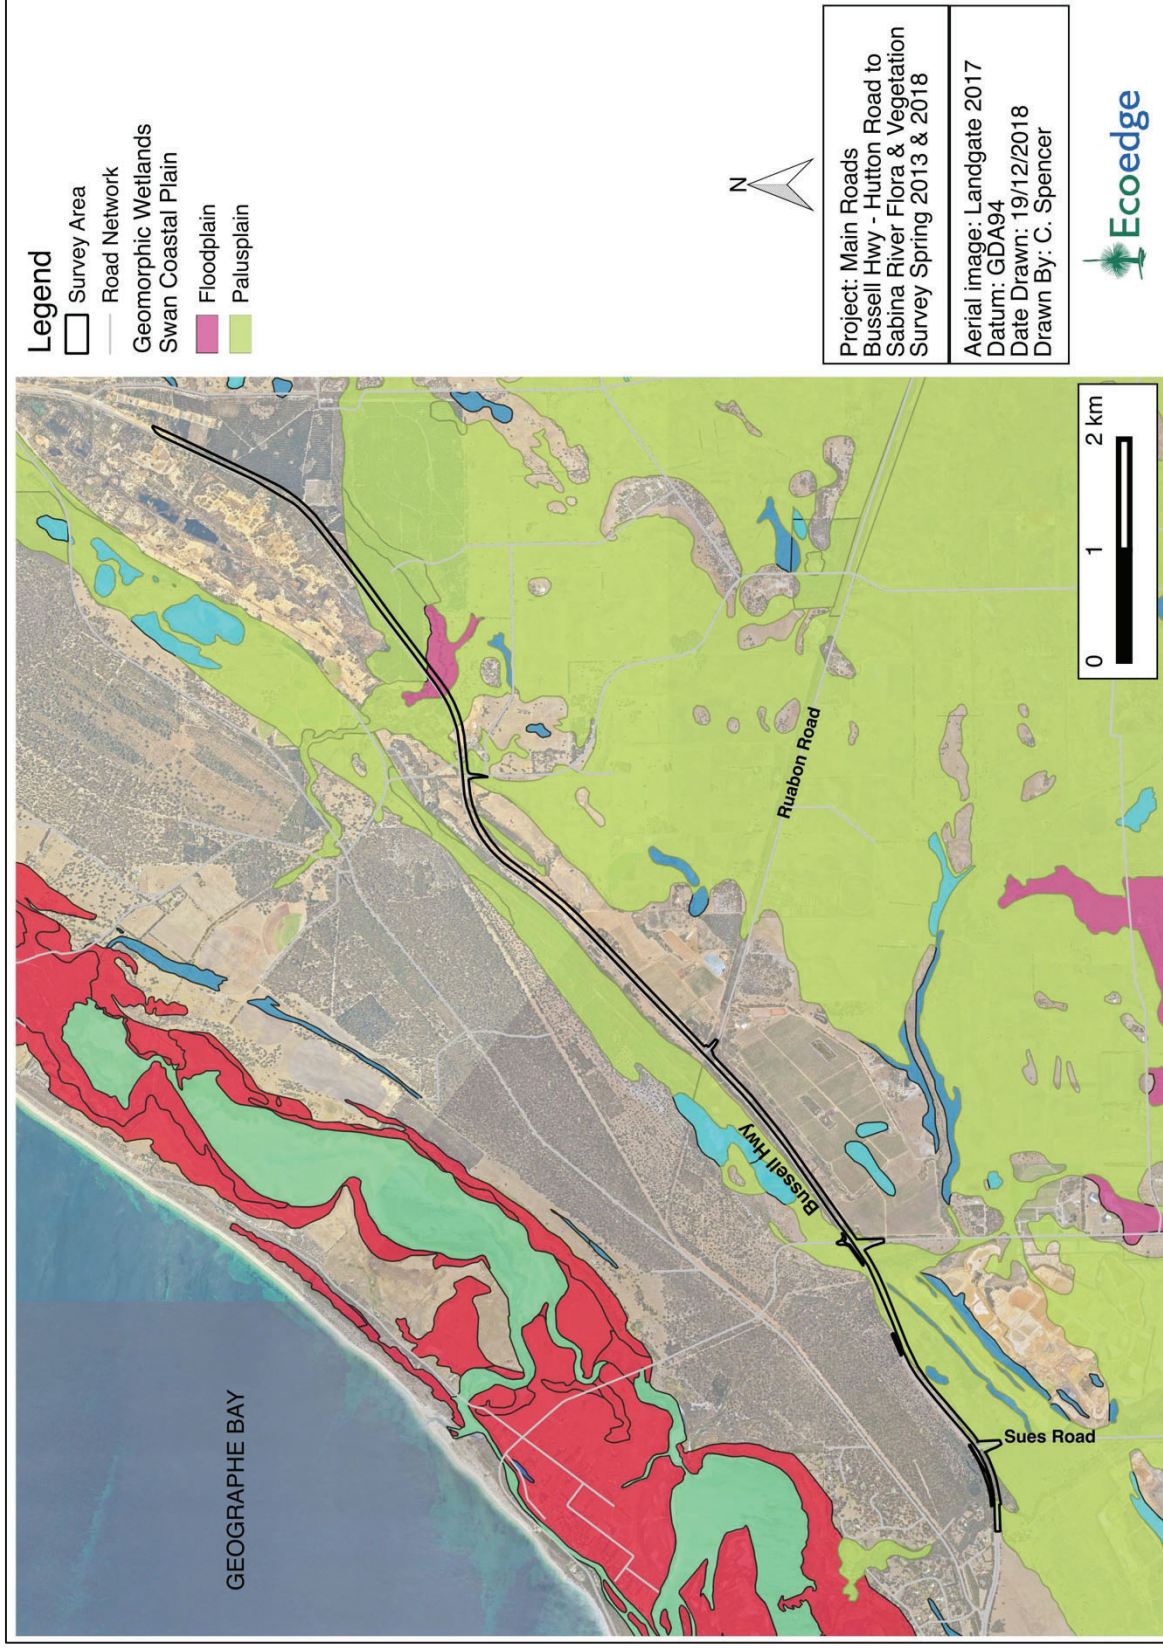 Legend
Survey Area
Road Network
Geomorphic Wetlands
Swan Coastal Plain
Floodplain
Palusplain
N
Project: Main Roads
Bussell Hwy - Hutton Road to
Sabina River Flora & Vegetation
Survey Spring 2013 & 2018
Aerial image: Landgate 2017
Datum: GDA94
Date Drawn: 19/12/2018
Drawn By: C. Spencer
Ecoedge
GEOGRAPHE BAY
Bussell Hwy
Ruabon Road
Sues Road
0 1 2 km